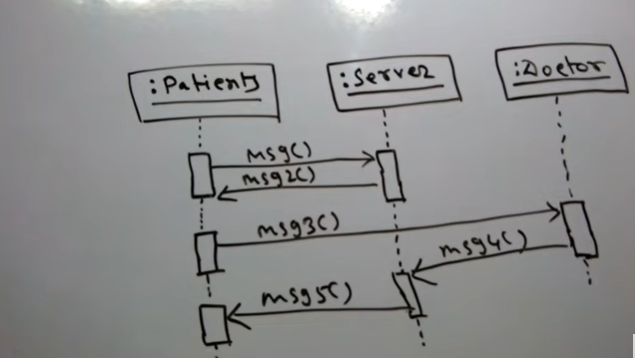 :Patients
:Server
:Doctor
msg()
msg2()
msg3()
msg4()
msg5()